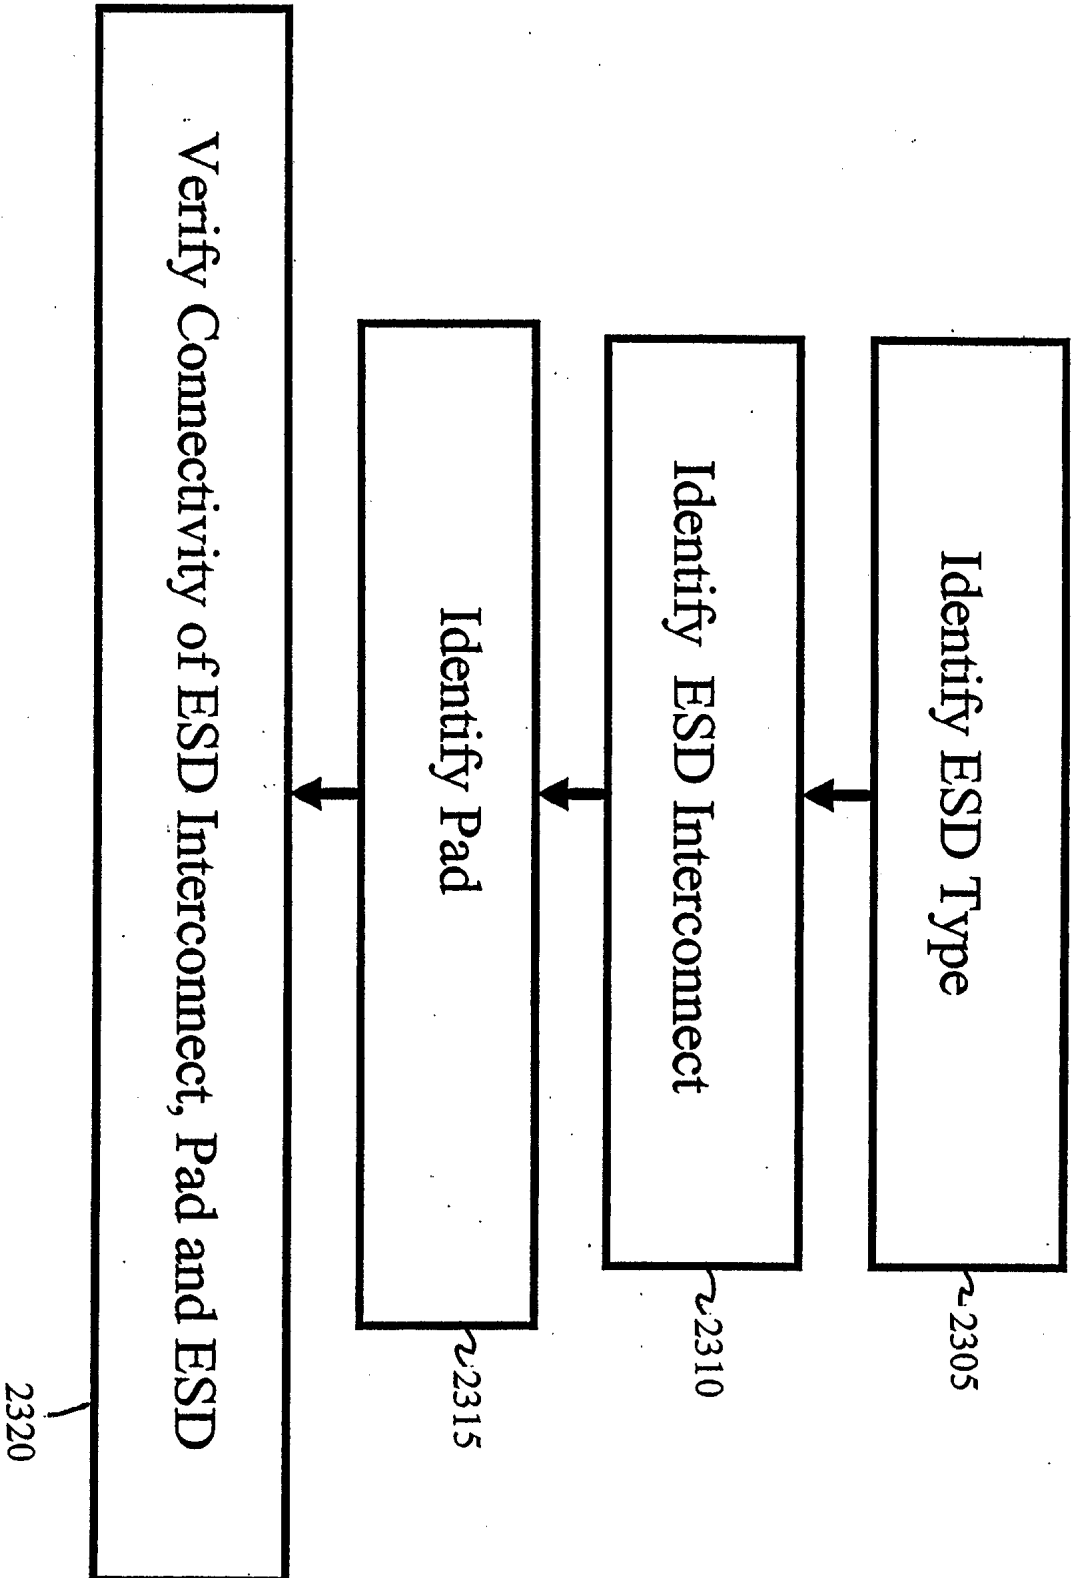 Identify ESD Type
2305
Identify ESD Interconnect
2310
Identify Pad
2315
Verify Connectivity of ESD Interconnect, Pad and ESD
2320